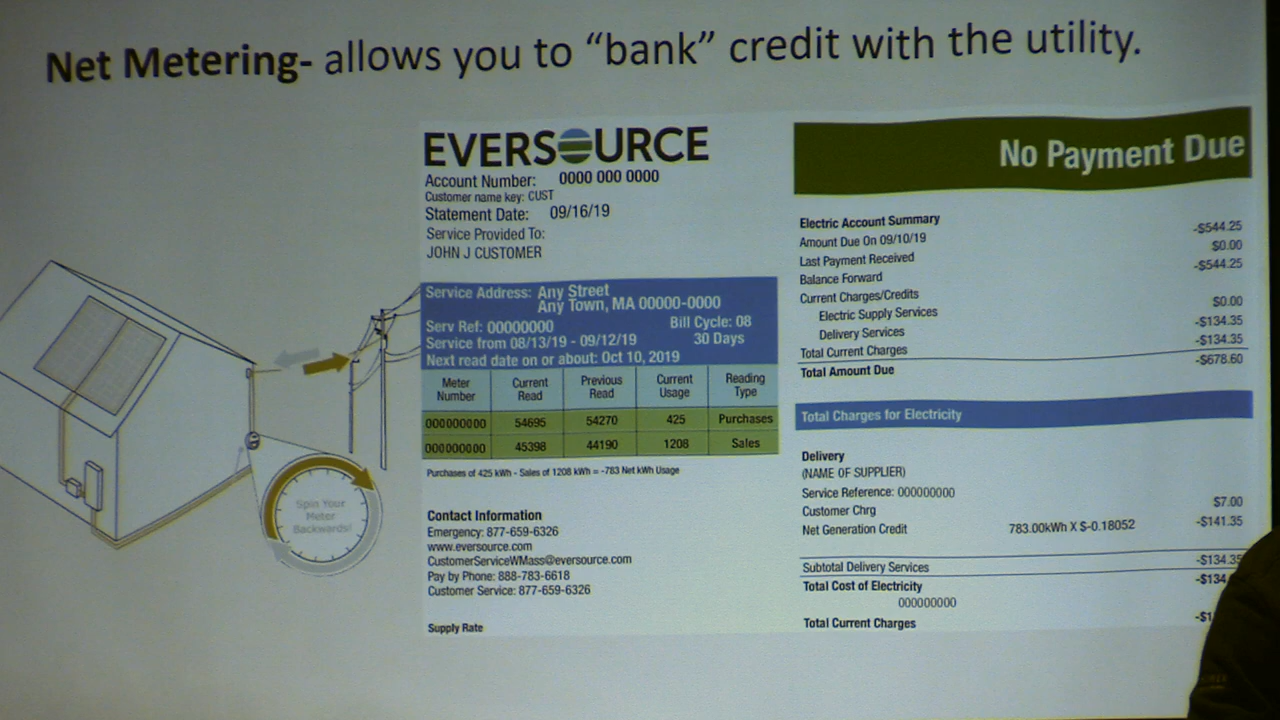 Net Metering- allows you to “bank” credit with the utility.
EVERSOURCE
Account Number: 0000 000 0000
Customer name key: CUST
Statement Date: 09/16/19
Service Provided To:
JOHN J CUSTOMER
Service Address: Any Street
Any Town, MA 00000-0000
Serv Ref: 00000000 Bill Cycle: 08
Service from 08/13/19 - 09/12/19 30 Days
Next read date on or about: Oct 10, 2019
Meter Number Current Read Previous Read Current Usage Reading Type
000000000 54695 54270 425 Purchases
000000000 45398 44190 1208 Sales
Purchases of 425 kWh - Sales of 1208 kWh = -783 Net kWh Usage
Contact Information
Emergency: 877-659-6326
www.eversource.com
CustomerServiceWMass@eversource.com
Pay by Phone: 888-783-6618
Customer Service: 877-659-6326
Supply Rate
Spin Your
Meter
Backwards!
No Payment Due
Electric Account Summary
Amount Due On 09/10/19 -$544.25
Last Payment Received $0.00
Balance Forward -$544.25
Current Charges/Credits
Electric Supply Services $0.00
Delivery Services -$134.35
Total Current Charges -$134.35
Total Amount Due -$678.60
Total Charges for Electricity
Delivery
(NAME OF SUPPLIER)
Service Reference: 000000000
Customer Chrg $7.00
Net Generation Credit 783.00kWh X $-0.18052 -$141.35
Subtotal Delivery Services -$134.35
Total Cost of Electricity -$134.
000000000
Total Current Charges